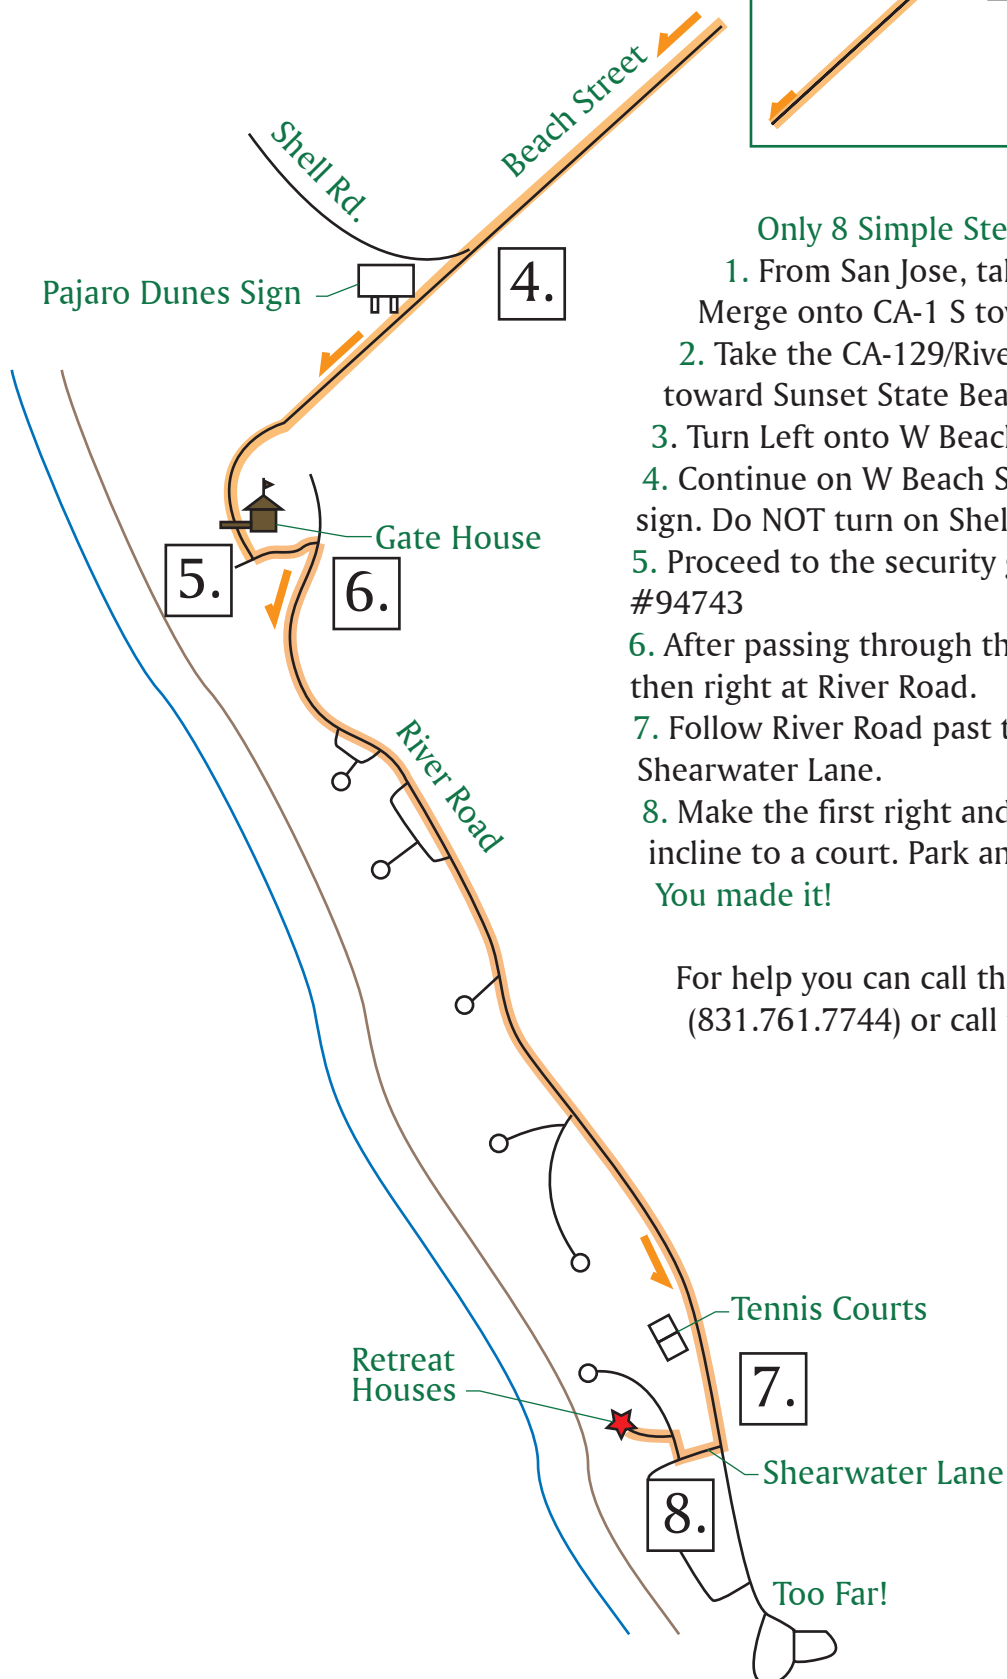 Beach Street
Shell Rd.
Pajaro Dunes Sign
4.
Gate House
5.
6.
River Road
Tennis Courts
Retreat
Houses
7.
Shearwater Lane
8.
Too Far!
Only 8 Simple Ste
1. From San Jose, tal
Merge onto CA-1 S to
2. Take the CA-129/Rive
toward Sunset State Bea
3. Turn Left onto W Beac
4. Continue on W Beach S
sign. Do NOT turn on Shel
5. Proceed to the security
#94743
6. After passing through th
then right at River Road.
7. Follow River Road past t
Shearwater Lane.
8. Make the first right and
incline to a court. Park an
You made it!
For help you can call th
(831.761.7744) or call